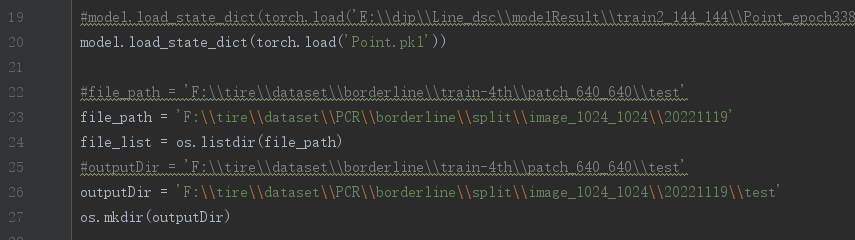 19 #model.load_state_dict(torch.load('E:\\djp\\Line_dsc\\modelResult\\train2_144_144\\Point_epoch338
20 model.load_state_dict(torch.load('Point.pkl'))
21
22 #file_path = 'F:\\tire\\dataset\\borderline\\train-4th\\patch_640_640\\test'
23 file_path = 'F:\\tire\\dataset\\PCR\\borderline\\split\\image_1024_1024\\20221119'
24 file_list = os.listdir(file_path)
25 #outputDir = 'F:\\tire\\dataset\\borderline\\train-4th\\patch_640_640\\test'
26 outputDir = 'F:\\tire\\dataset\\PCR\\borderline\\split\\image_1024_1024\\20221119\\test'
27 os.mkdir(outputDir)